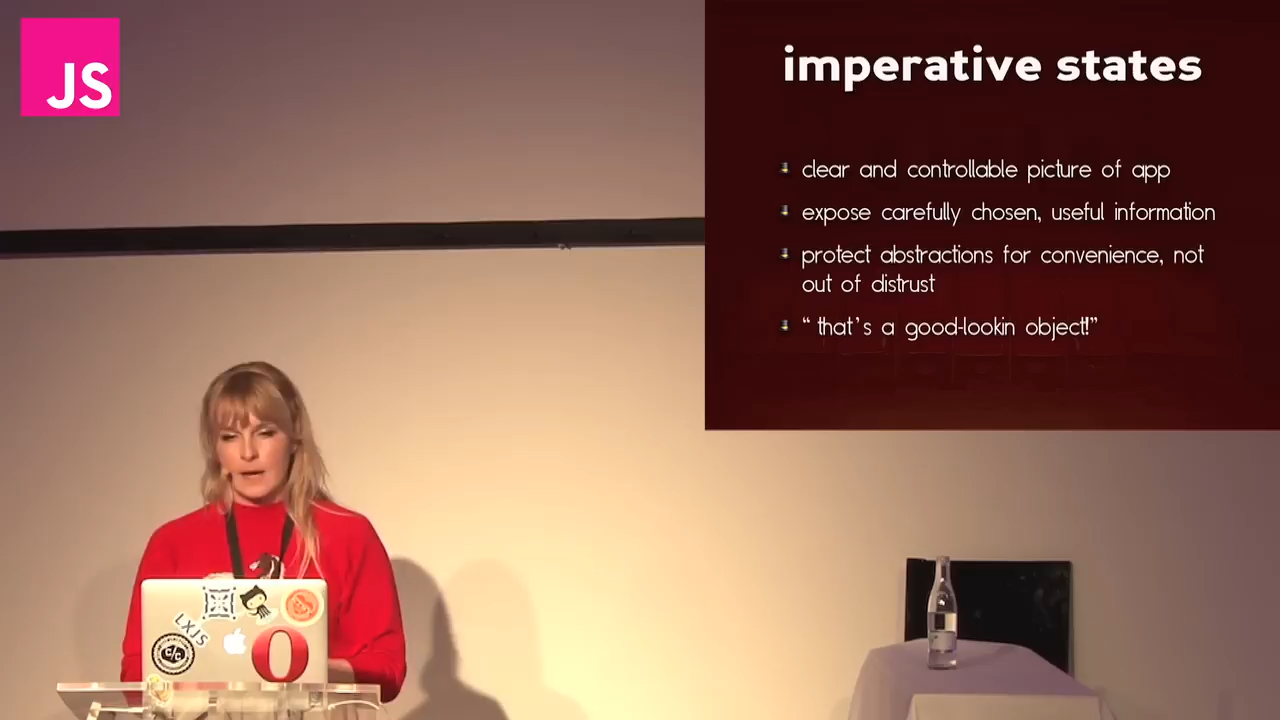 JS
imperative states
clear and controllable picture of app
expose carefully chosen, useful information
protect abstractions for convenience, not
out of distrust
“ that’s a good-lookin object!”
LXJS
C/C
O